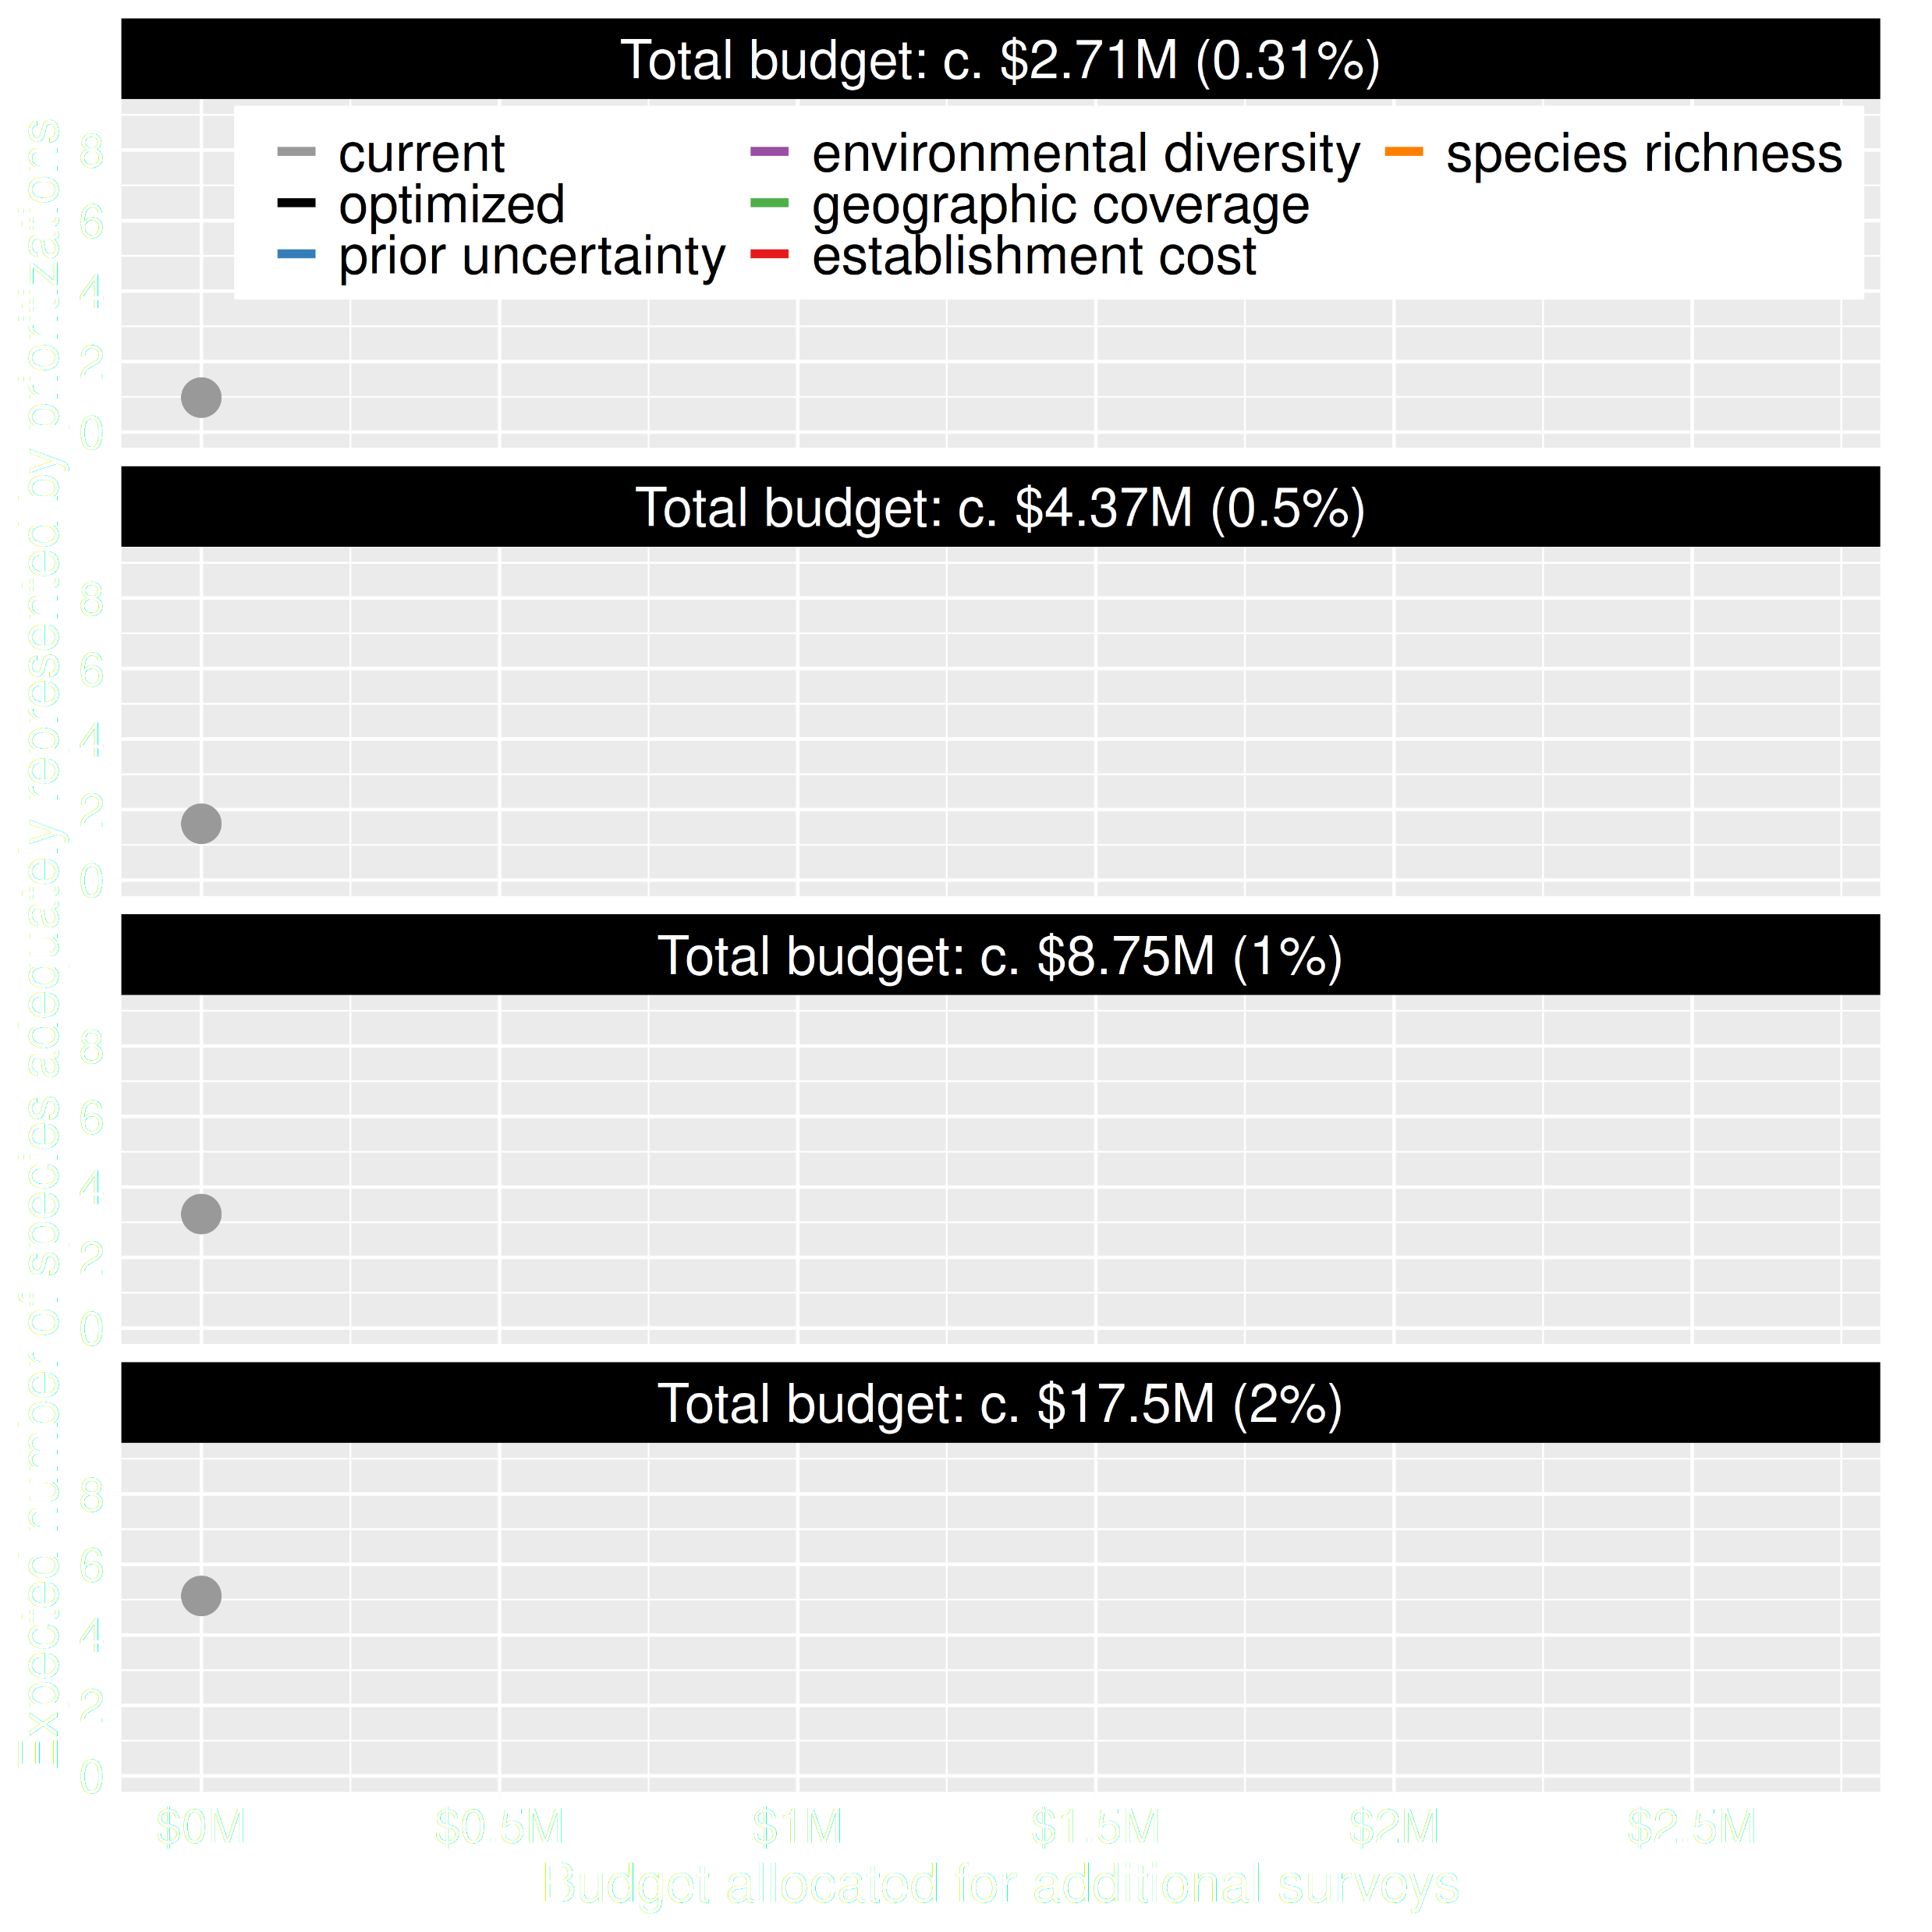 Total budget: c. $2.71M (0.31%)
current
optimized
prior uncertainty
environmental diversity
geographic coverage
establishment cost
species richness
8
6
4
2
0
Total budget: c. $4.37M (0.5%)
8
6
4
2
0
Total budget: c. $8.75M (1%)
8
6
4
2
0
Total budget: c. $17.5M (2%)
8
6
4
2
0
$0M
$0.5M
$1M
$1.5M
$2M
$2.5M
Budget allocated for additional surveys
Expected number of species adequately represented by prioritizations